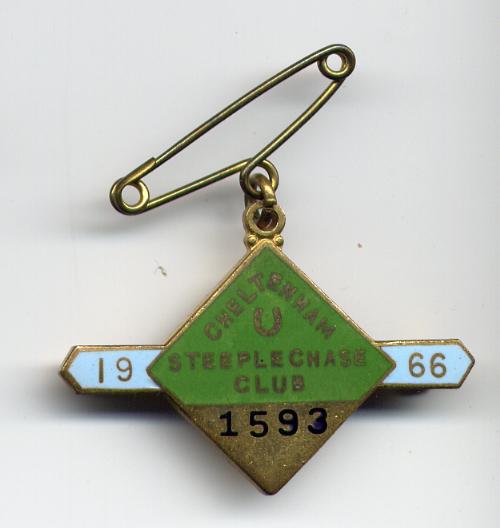 CHELTENHAM
19 STEEPLECHASE 66
CLUB
1593